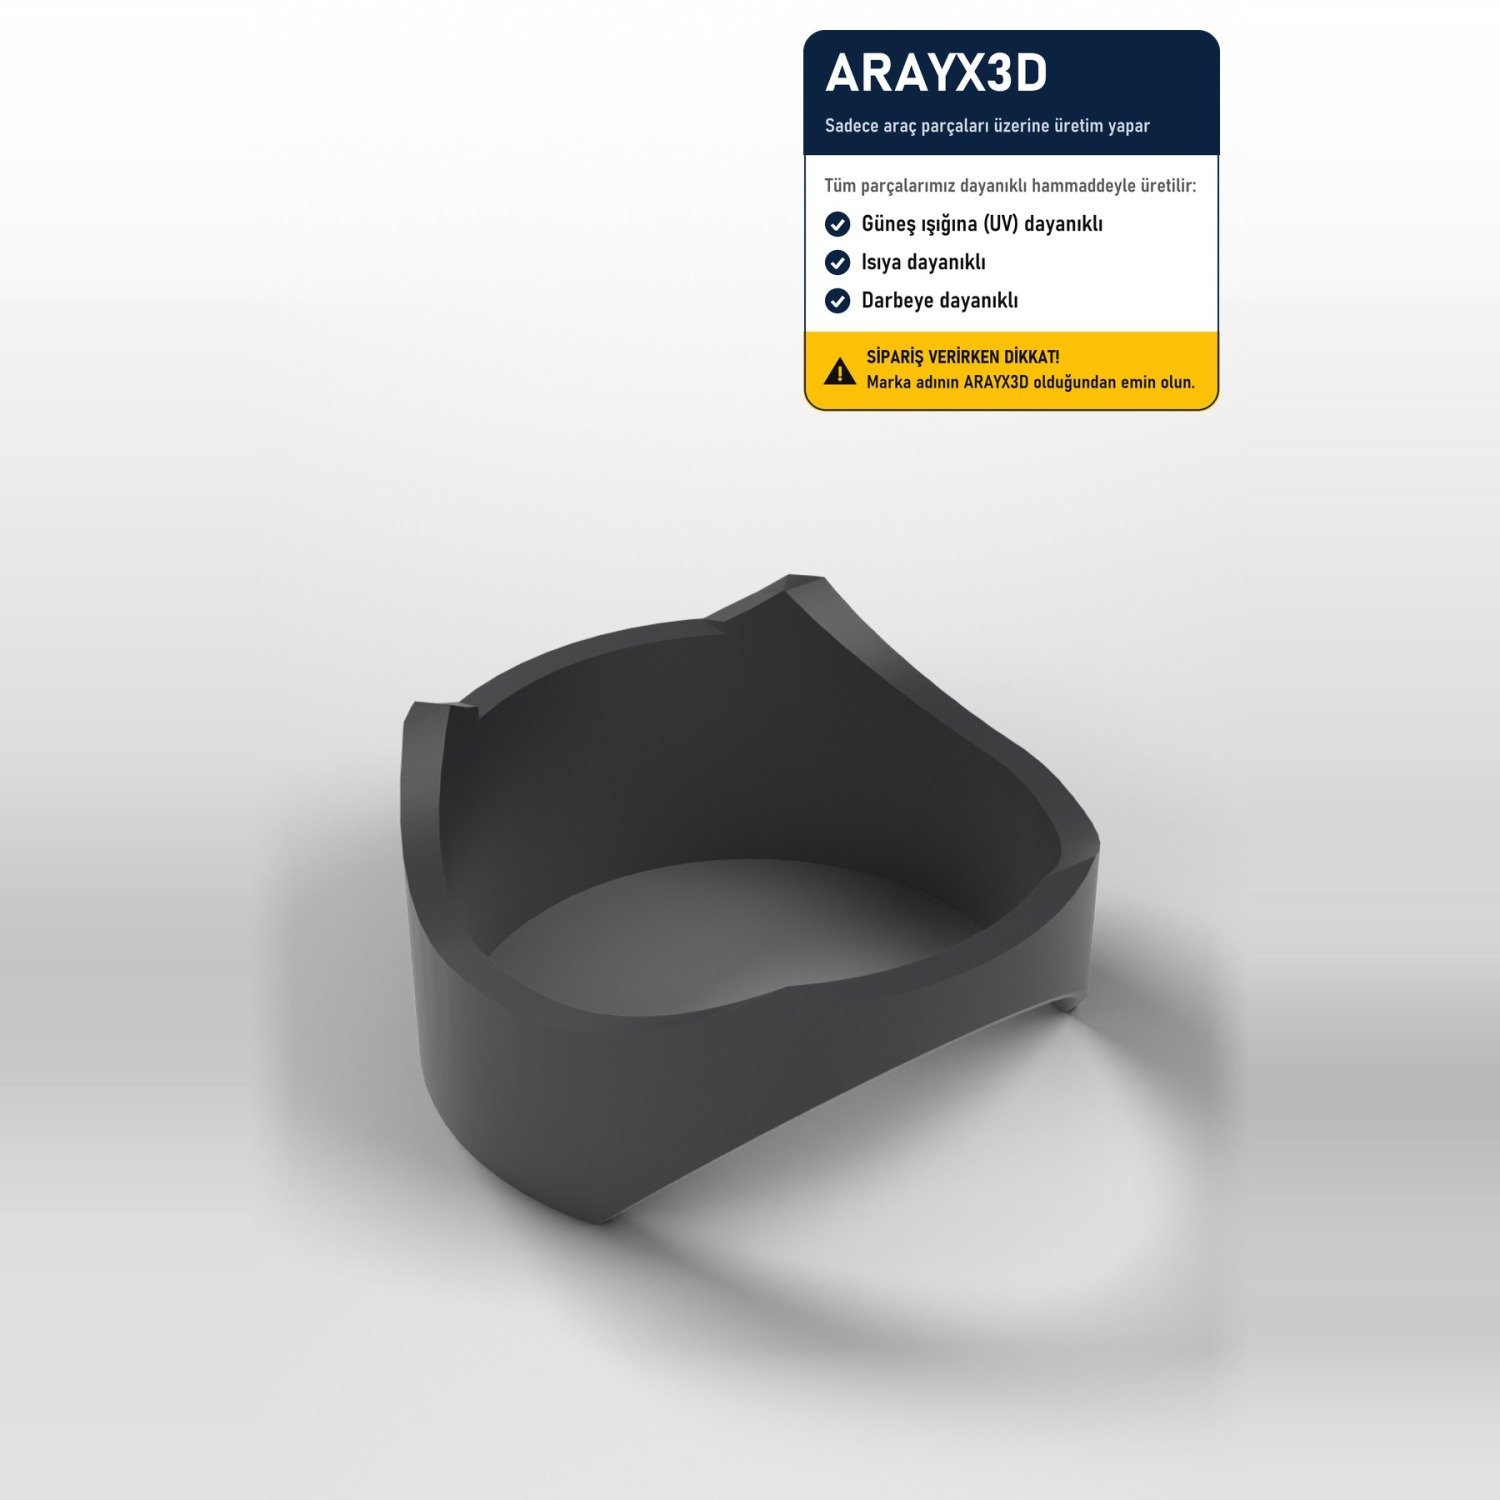 ARAYX3D
Sadece araç parçaları üzerine üretim yapar
Tüm parçalarımız dayanıklı hammaddeyle üretilir:
Güneş ışığına (UV) dayanıklı
Isıya dayanıklı
Darbeye dayanıklı
SİPARİŞ VERİRKEN DİKKAT!
Marka adının ARAYX3D olduğundan emin olun.